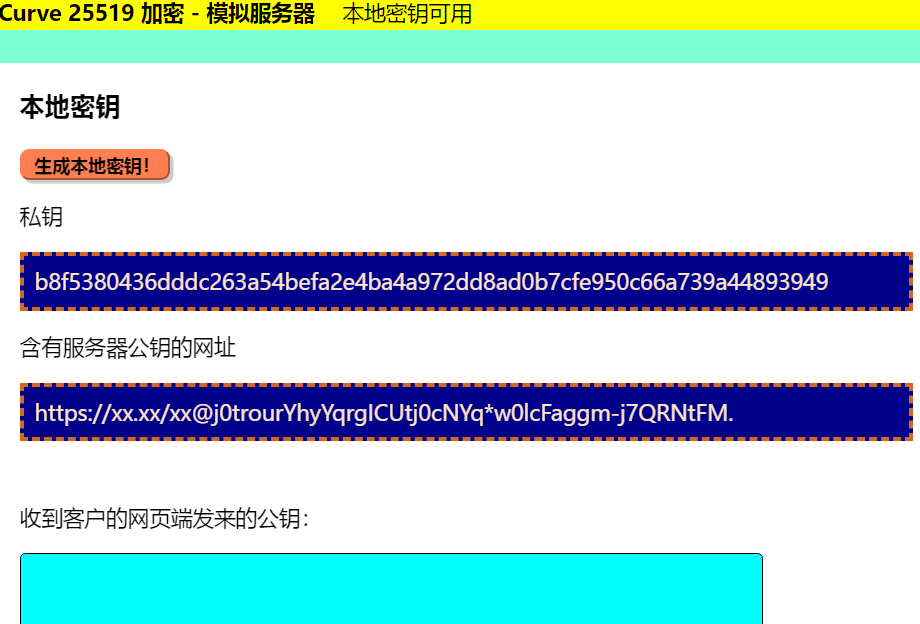 Curve 25519 加密 - 模拟服务器 本地密钥可用
本地密钥
生成本地密钥!
私钥
b8f5380436dddc263a54befa2e4ba4a972dd8ad0b7cfe950c66a739a44893949
含有服务器公钥的网址
https://xx.xx/xx@j0trourYhyYqrgICUtj0cNYq*w0lcFaggm-j7QRNtFM.
收到客户的网页端发来的公钥：